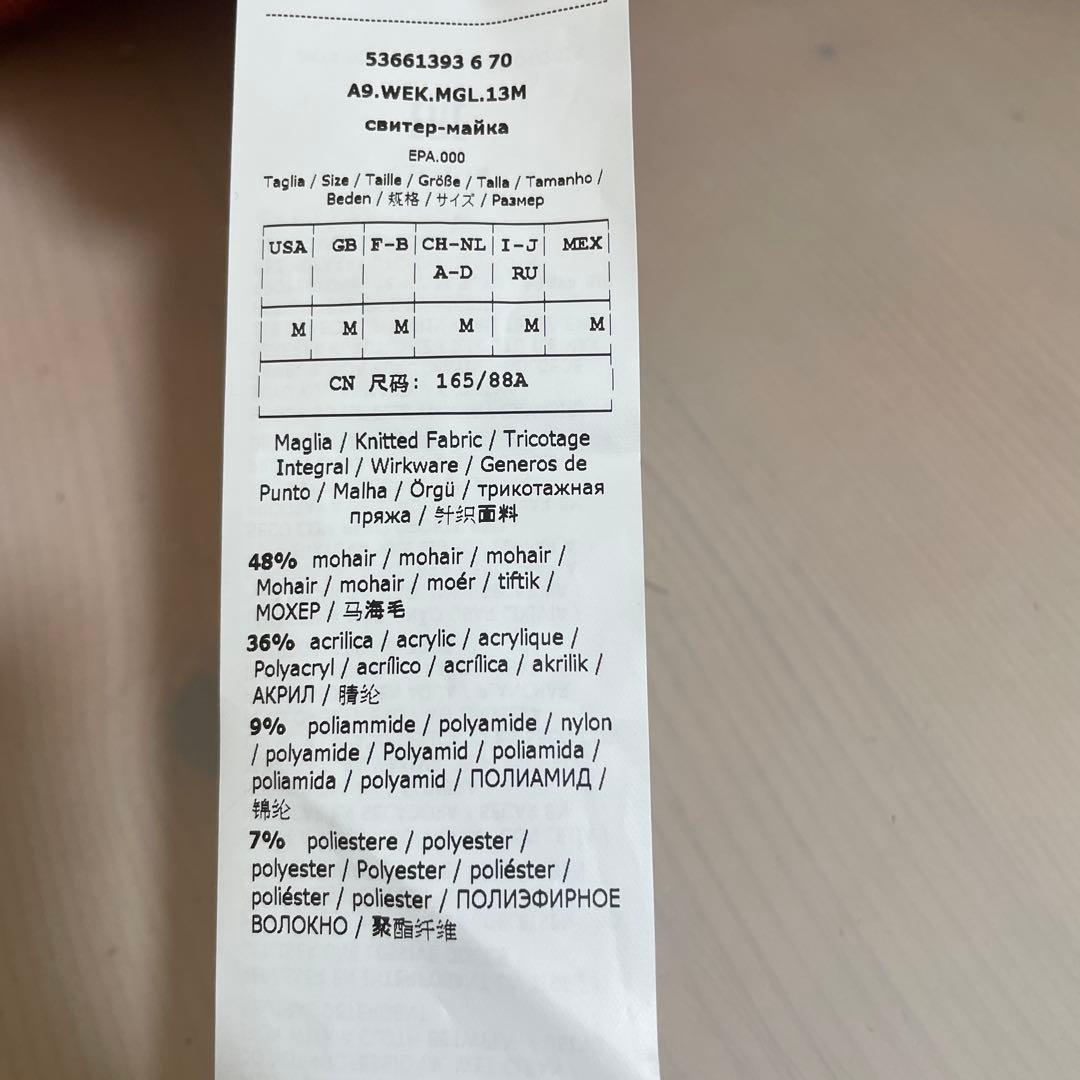 53661393 6 70
A9.WEK.MGL.13M
свитер-майка
EPA.000
Taglia / Size / Taille / Größe / Talla / Tamanho /
Beden / 规格 / サイズ / Размер
USA GB F-B CH-NL I-J MEX
A-D RU
M M M M M M
CN 尺码: 165/88A
Maglia / Knitted Fabric / Tricotage
Integral / Wirkware / Generos de
Punto / Malha / Örgü / трикотажная
пряжа / 针织面料
48% mohair / mohair / mohair /
Mohair / mohair / moér / tiftik /
МОХЕР / 马海毛
36% acrilica / acrylic / acrylique /
Polyacryl / acrílico / acrílica / akrilik /
АКРИЛ / 腈纶
9% poliammide / polyamide / nylon
/ polyamide / Polyamid / poliamida /
poliamida / polyamid / ПОЛИАМИД /
锦纶
7% poliestere / polyester /
polyester / Polyester / poliéster /
poliéster / poliester / ПОЛИЭФИРНОЕ
ВОЛОКНО / 聚酯纤维